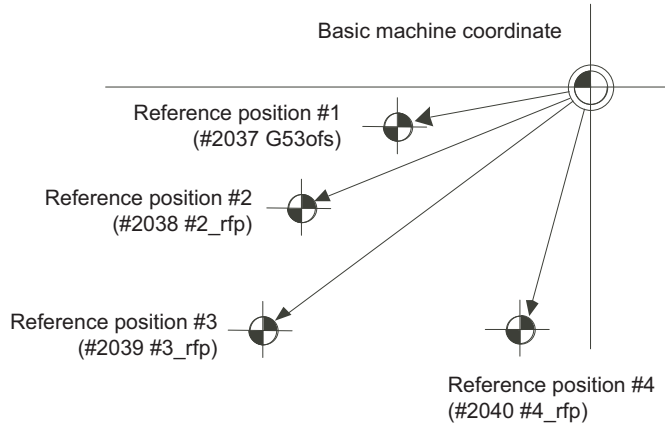 Basic machine coordinate
Reference position #1
(#2037 G53ofs)
Reference position #2
(#2038 #2_rfp)
Reference position #3
(#2039 #3_rfp)
Reference position #4
(#2040 #4_rfp)